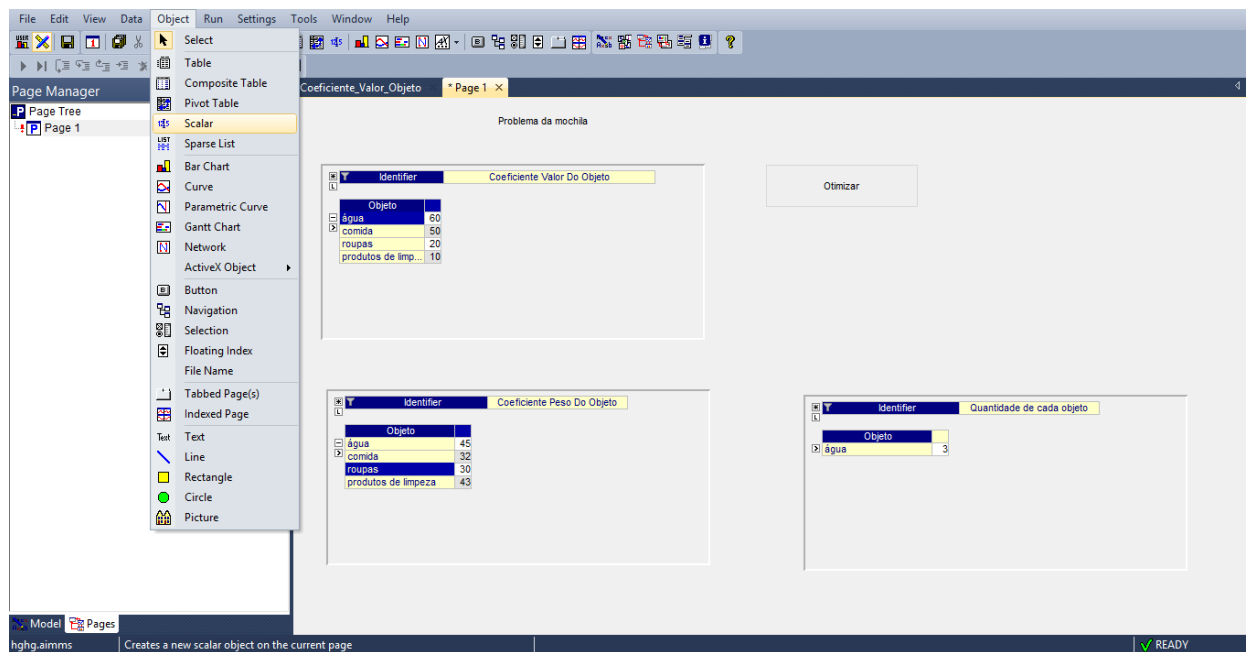 File Edit View Data Object Run Settings Tools Window Help
Page Manager
Page Tree
Page 1
Select
Table
Composite Table
Pivot Table
Scalar
Sparse List
Bar Chart
Curve
Parametric Curve
Gantt Chart
Network
ActiveX Object
Button
Navigation
Selection
Floating Index
File Name
Tabbed Page(s)
Indexed Page
Text Text
Line
Rectangle
Circle
Picture
Coeficiente_Valor_Objeto * Page 1
Problema da mochila
Identifier Coeficiente Valor Do Objeto
Objeto
água 60
comida 50
roupas 20
produtos de limp... 10
Otimizar
Identifier Coeficiente Peso Do Objeto
Objeto
água 45
comida 32
roupas 30
produtos de limpeza 43
Identifier Quantidade de cada objeto
Objeto
água 3
Model Pages
hghg.aimms Creates a new scalar object on the current page READY